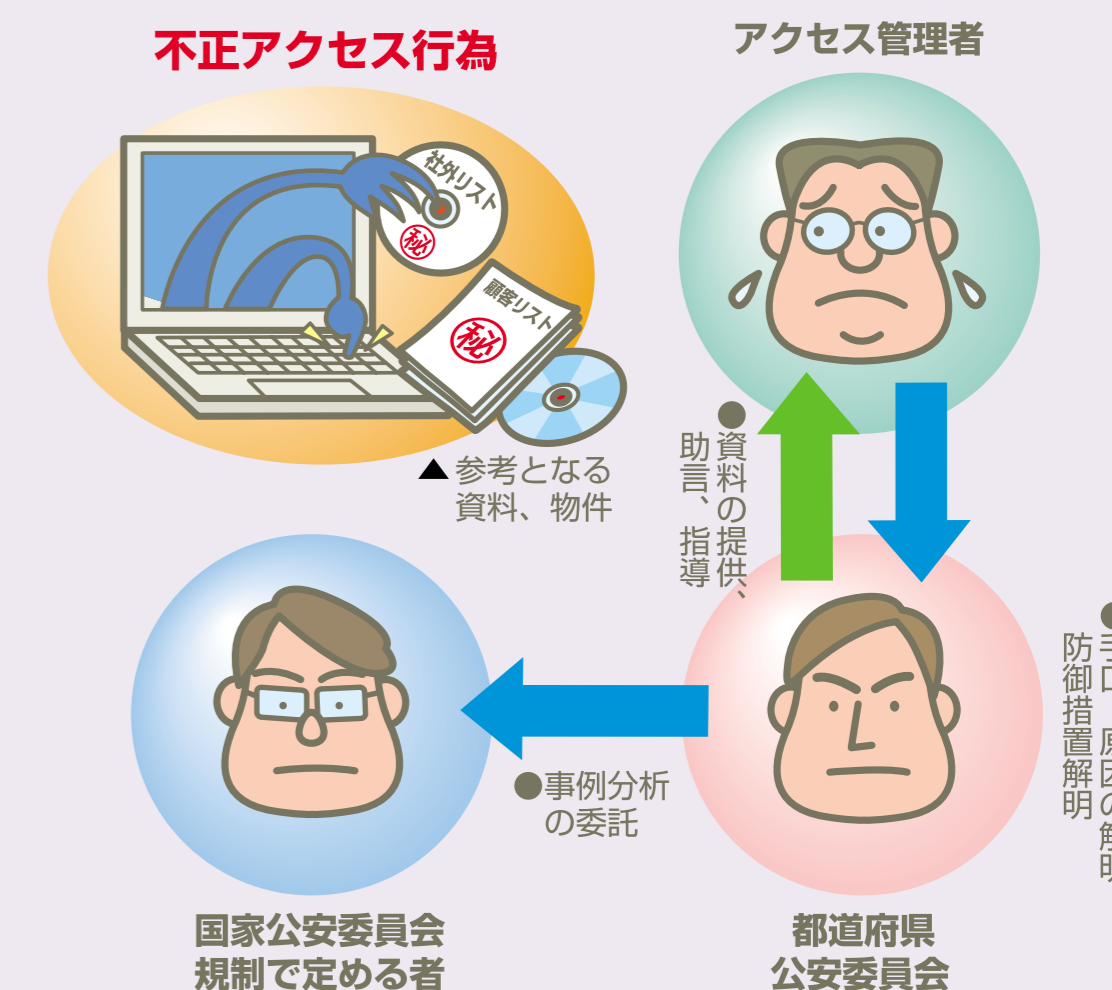 不正アクセス行為
アクセス管理者
社外リスト
㊙
顧客リスト
㊙
▲参考となる
資料、物件
●資料の提供、
助言、指導
●事例分析
の委託
防御措置解明
国家公安委員会
規制で定める者
都道府県
公安委員会